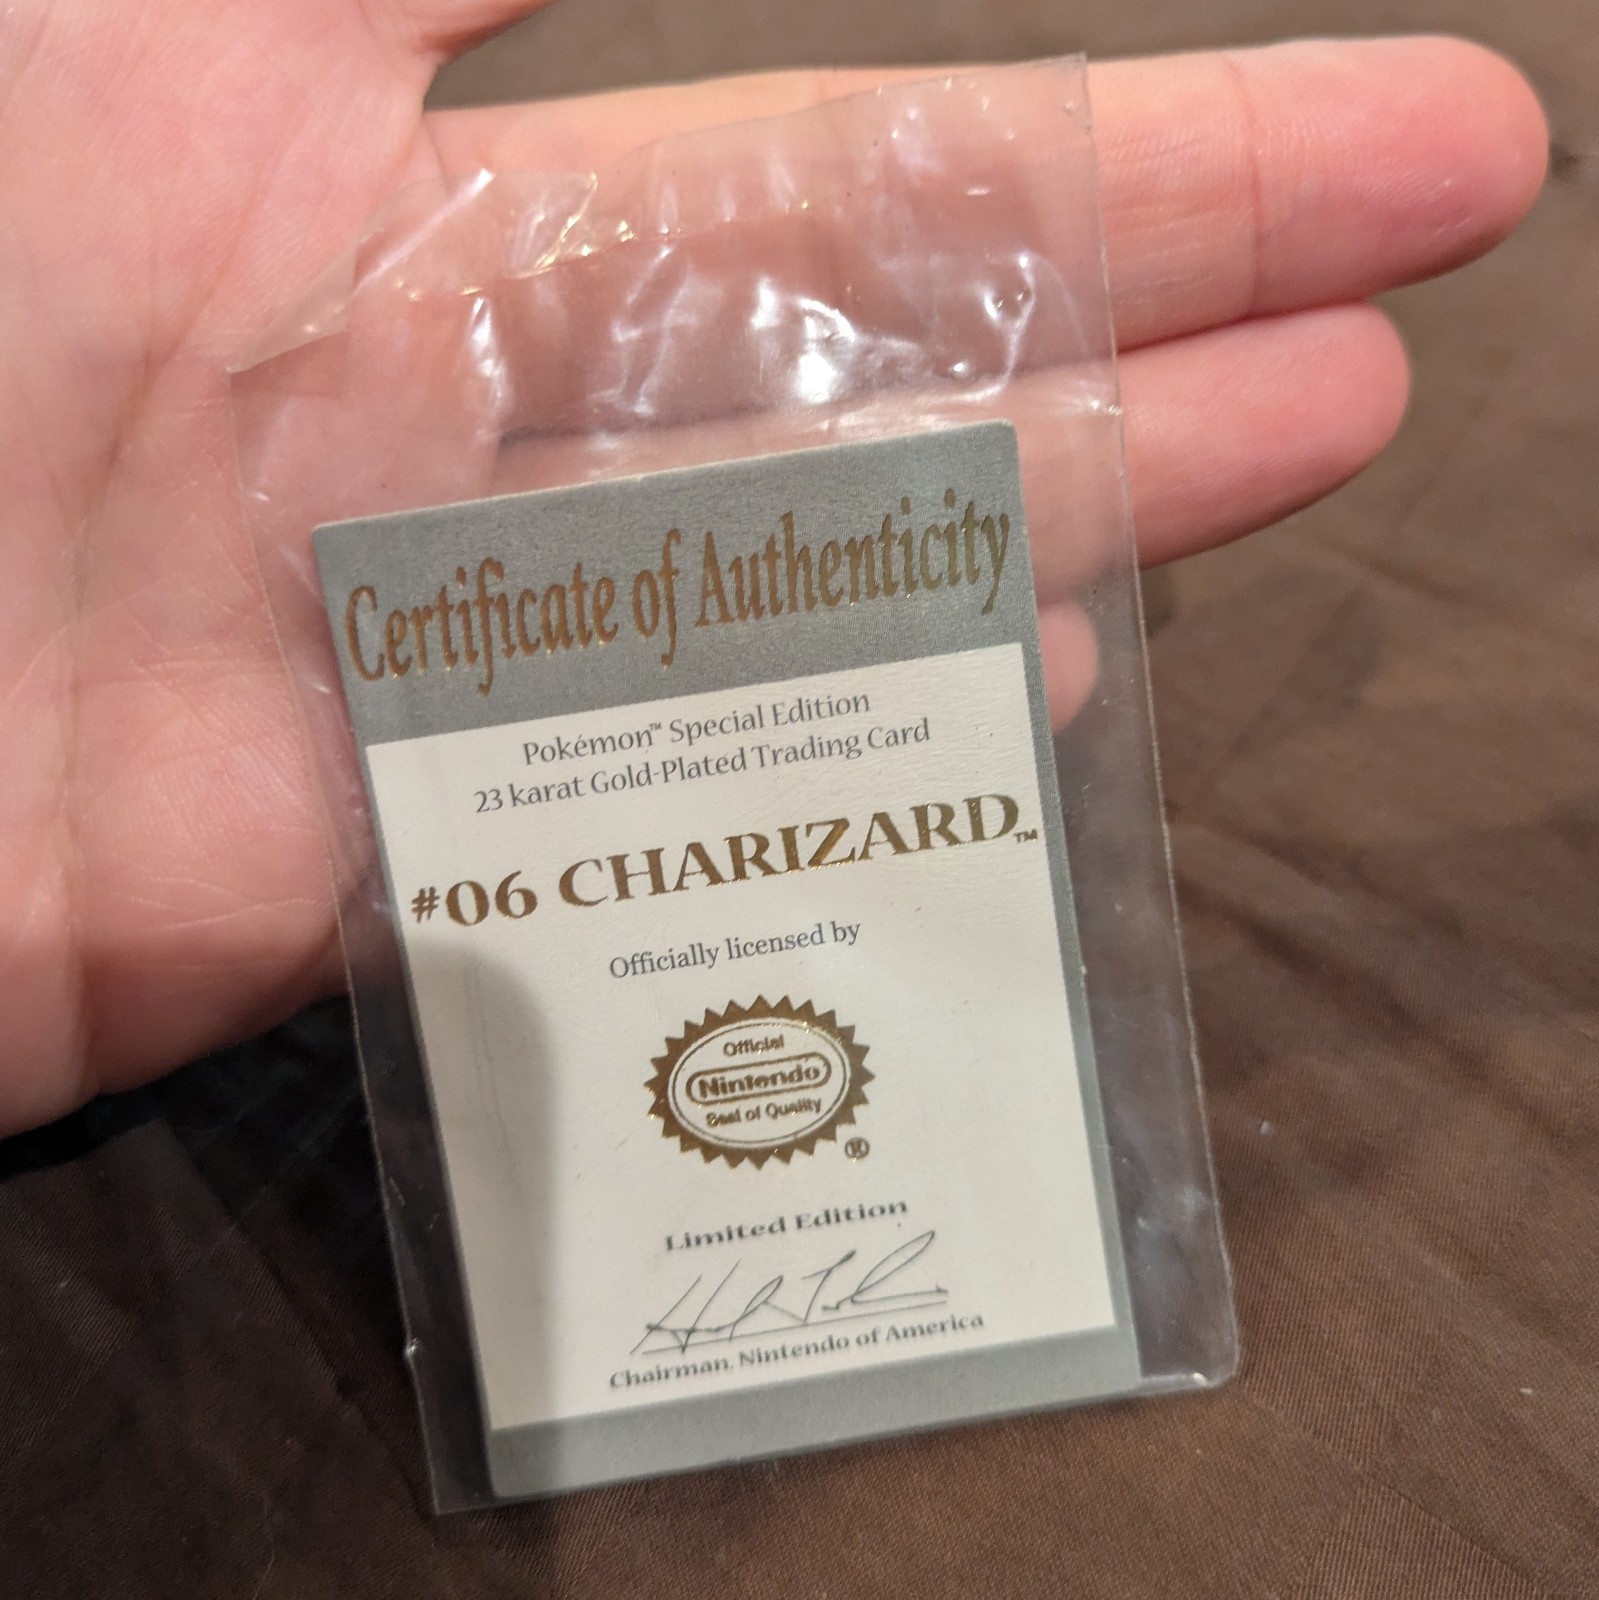 Certificate of Authenticity
Pokémon™ Special Edition
23 karat Gold-Plated Trading Card
#06 CHARIZARD™
Officially licensed by
Official
Nintendo
Seal of Quality
®
Limited Edition
Chairman, Nintendo of America